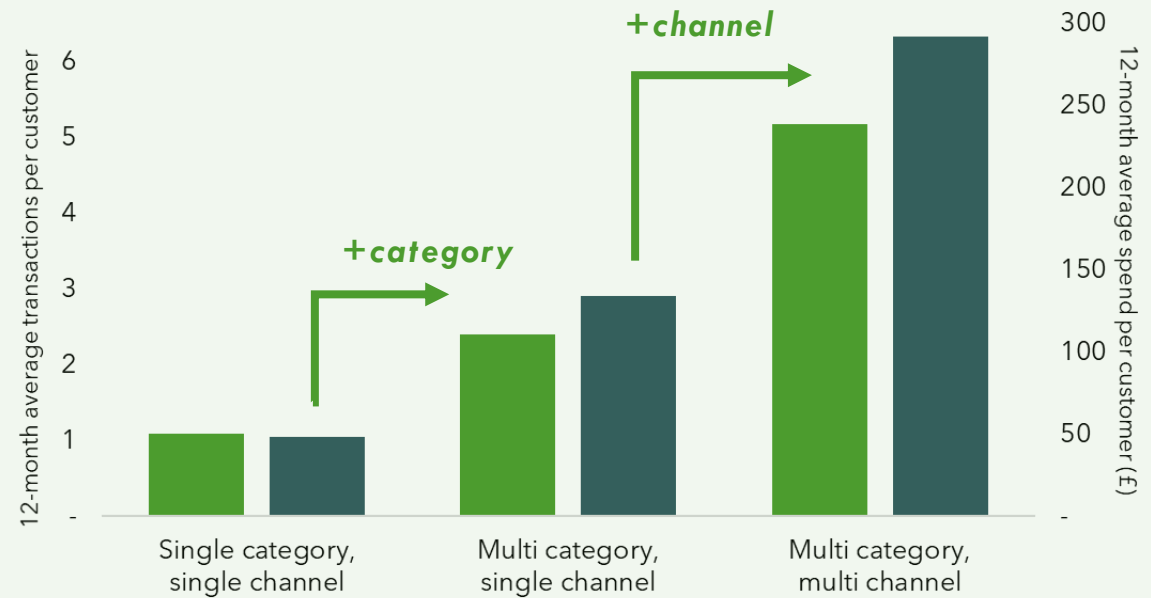 +channel
+category
12-month average transactions per customer
6
5
4
3
2
1
-
300
250
200
150
100
50
-
12-month average spend per customer (£)
Single category,
single channel
Multi category,
single channel
Multi category,
multi channel